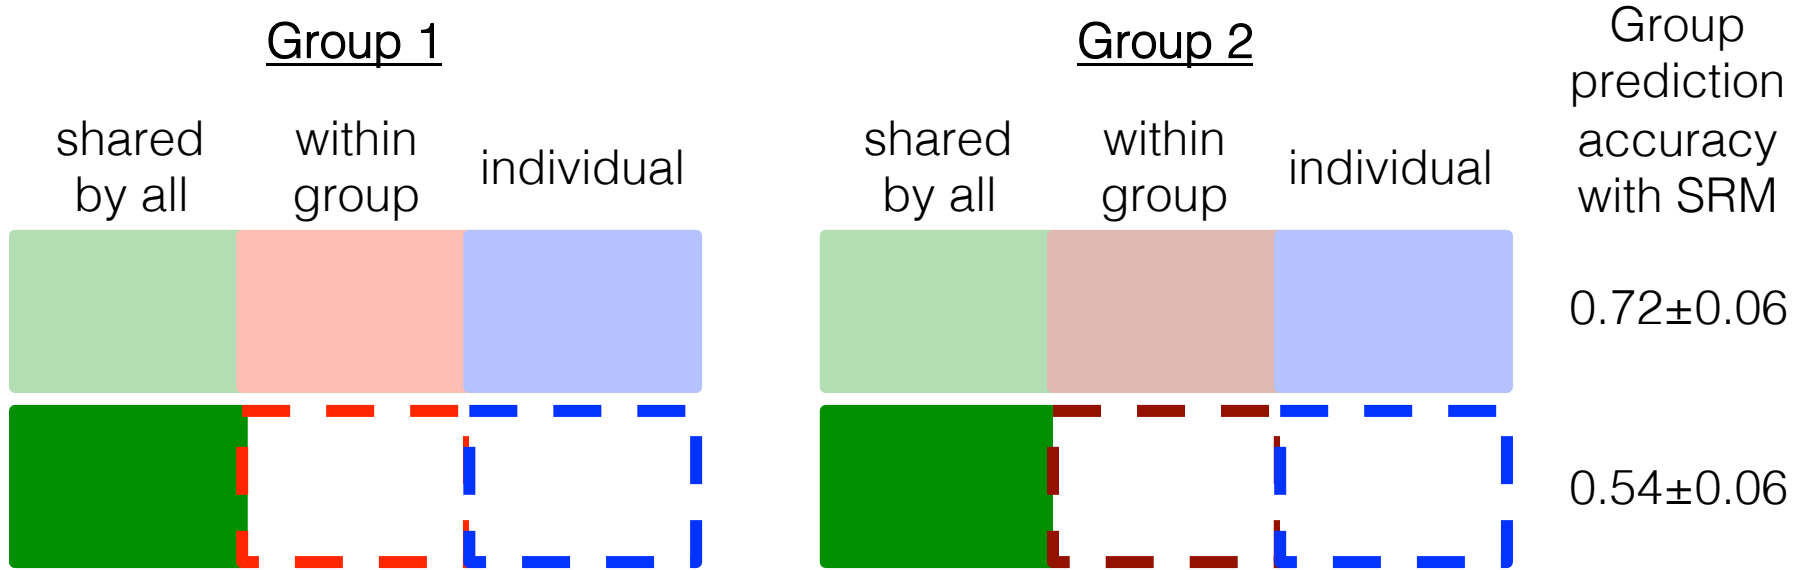 Group 1
shared
by all
within
group
individual
Group 2
shared
by all
within
group
individual
Group
prediction
accuracy
with SRM
0.72±0.06
0.54±0.06